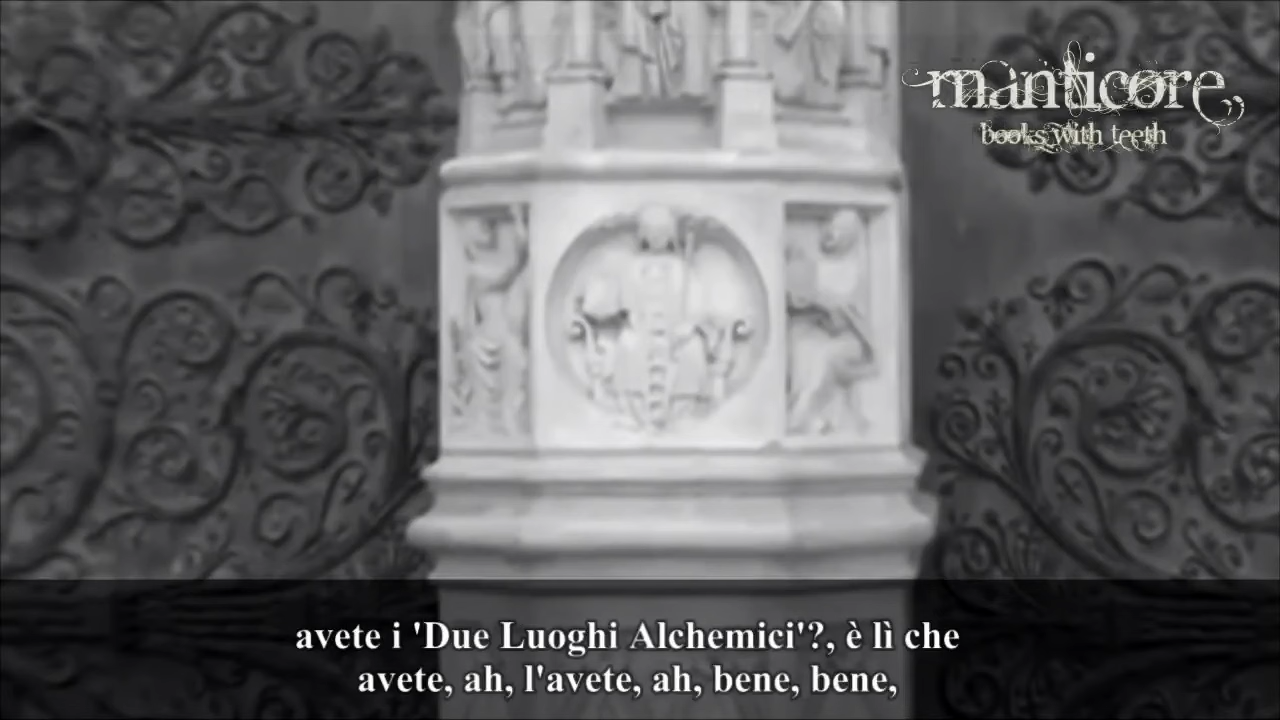 manticore
books with teeth
avete i 'Due Luoghi Alchemici'?, è lì che
avete, ah, l'avete, ah, bene, bene,